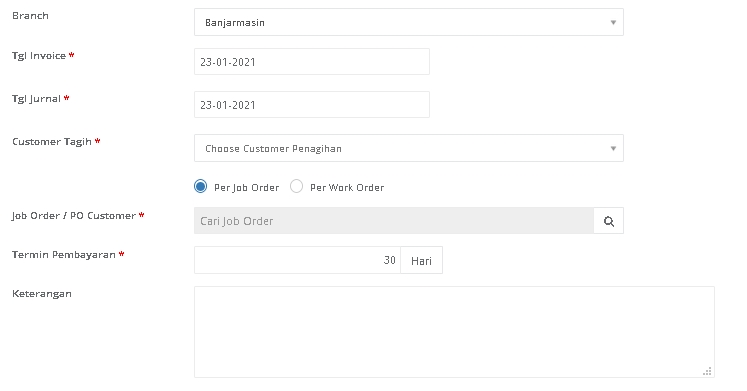 Branch
Banjarmasin
Tgl Invoice *
23-01-2021
Tgl Jurnal *
23-01-2021
Customer Tagih *
Choose Customer Penagihan
Per Job Order Per Work Order
Job Order / PO Customer *
Cari Job Order
Termin Pembayaran *
30 Hari
Keterangan